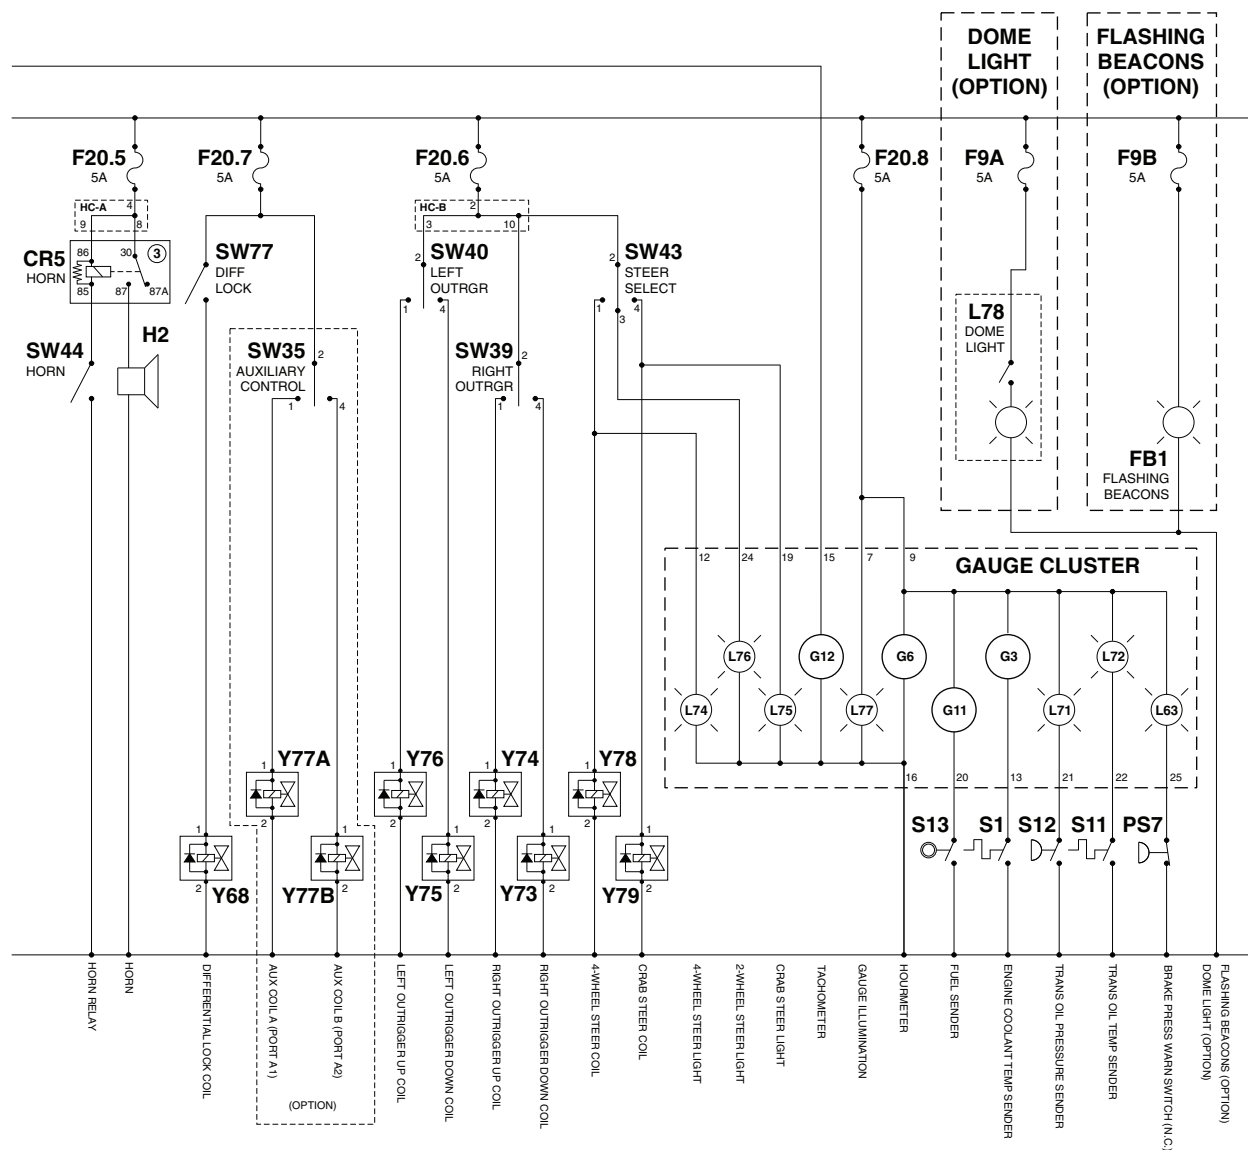 DOME
LIGHT
(OPTION)
FLASHING
BEACONS
(OPTION)
F20.5
5A
F20.7
5A
F20.6
5A
F20.8
5A
F9A
5A
F9B
5A
HC-A
4
9
8
HC-B
2
3
10
CR5
HORN
86
30
3
85
87
87A
SW77
DIFF
LOCK
2
SW40
LEFT
OUTRGR
1
4
2
SW43
STEER
SELECT
1
3
4
L78
DOME
LIGHT
H2
SW44
HORN
SW35
AUXILIARY
CONTROL
2
1
4
SW39
RIGHT
OUTRGR
2
1
4
FB1
FLASHING
BEACONS
GAUGE CLUSTER
12
24
19
15
7
9
L76
G12
G6
G3
L72
L74
L75
L77
G11
L71
L63
16
20
13
21
22
25
1
Y77A
2
1
Y76
2
1
Y74
2
1
Y78
2
1
Y68
2
1
Y77B
2
1
Y75
2
1
Y73
2
1
Y79
2
S13
S1
S12
S11
PS7
HORN RELAY
HORN
DIFFERENTIAL LOCK COIL
AUX COIL A (PORT A1)
AUX COIL B (PORT A2)
(OPTION)
LEFT OUTRIGGER UP COIL
LEFT OUTRIGGER DOWN COIL
RIGHT OUTRIGGER UP COIL
RIGHT OUTRIGGER DOWN COIL
4-WHEEL STEER COIL
CRAB STEER COIL
4-WHEEL STEER LIGHT
2-WHEEL STEER LIGHT
CRAB STEER LIGHT
TACHOMETER
GAUGE ILLUMINATION
HOURMETER
FUEL SENDER
ENGINE COOLANT TEMP SENDER
TRANS OIL PRESSURE SENDER
TRANS OIL TEMP SENDER
BRAKE PRESS WARN SWITCH (N.C.)
DOME LIGHT (OPTION)
FLASHING BEACONS (OPTION)